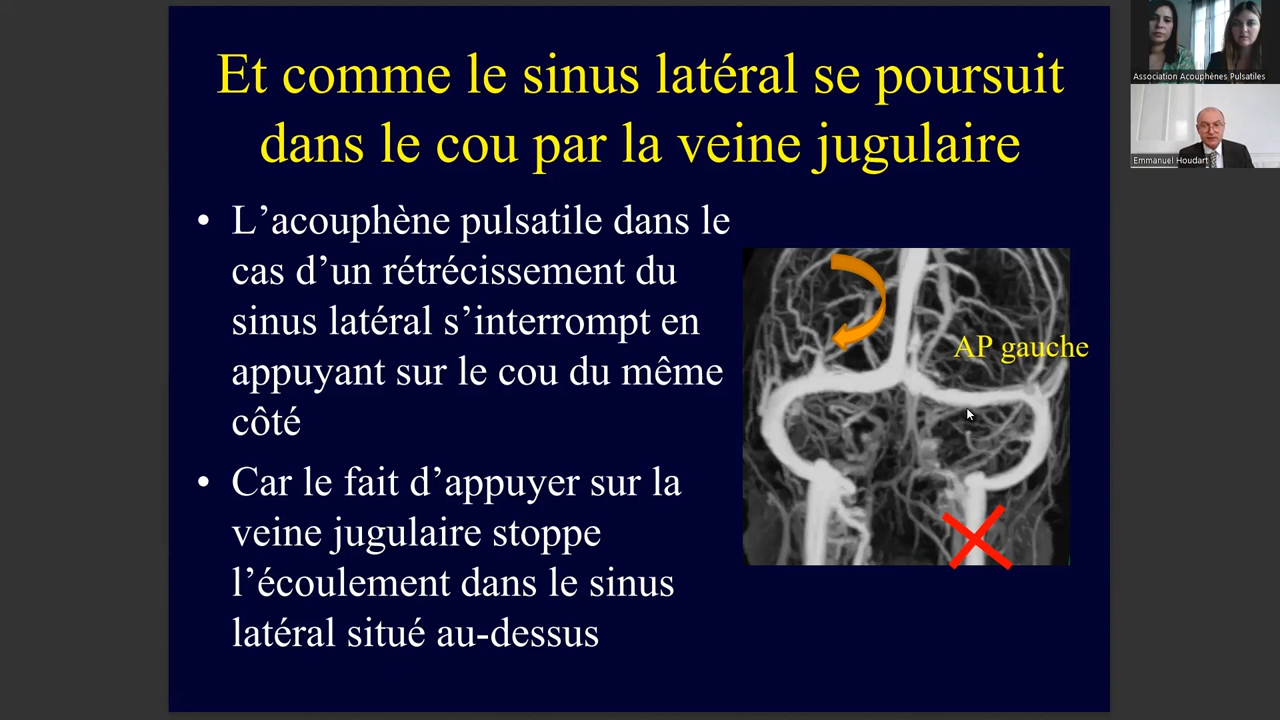 Et comme le sinus latéral se poursuit
dans le cou par la veine jugulaire
• L’acouphène pulsatile dans le
cas d’un rétrécissement du
sinus latéral s’interrompt en
appuyant sur le cou du même
côté
• Car le fait d’appuyer sur la
veine jugulaire stoppe
l’écoulement dans le sinus
latéral situé au-dessus
AP gauche
Association Acouphènes Pulsatiles
Emmanuel Houdart